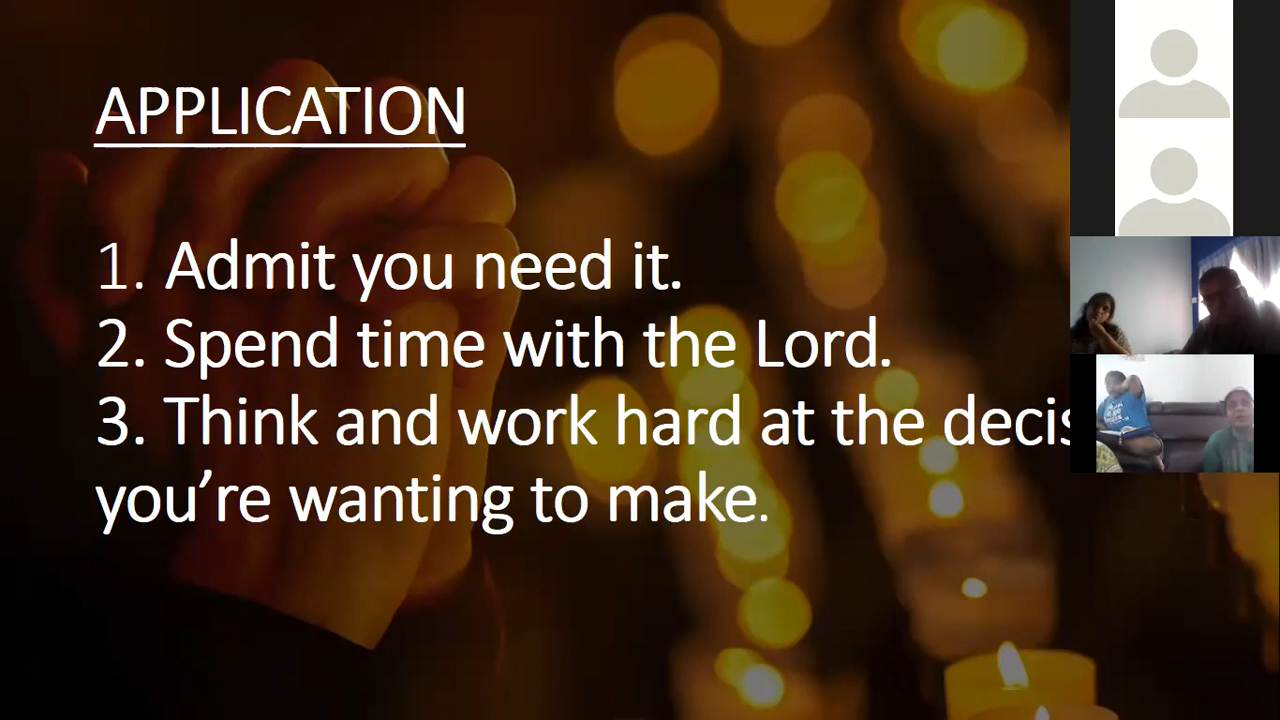 APPLICATION
1. Admit you need it.
2. Spend time with the Lord.
3. Think and work hard at the
you’re wanting to make.